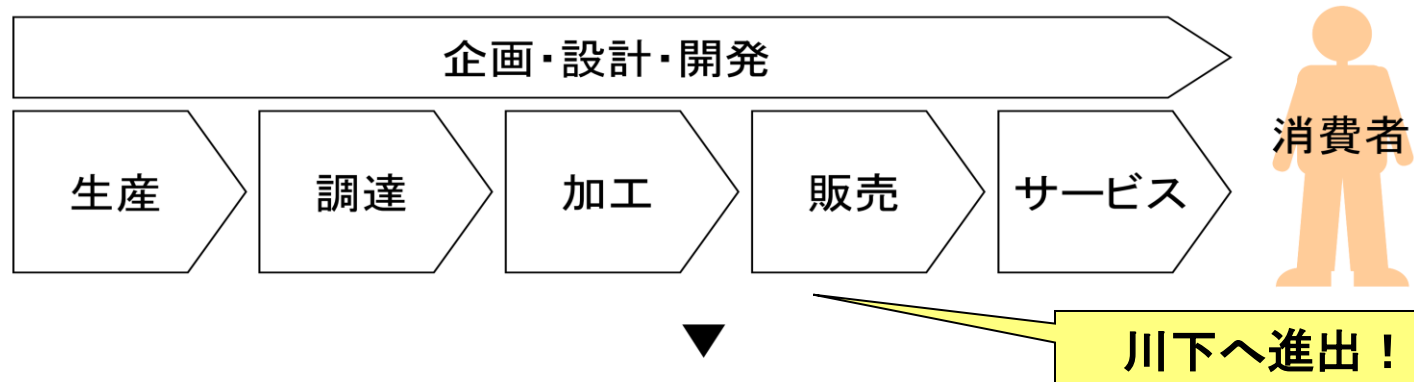 企画・設計・開発
生産
調達
加工
販売
サービス
消費者
川下へ進出！